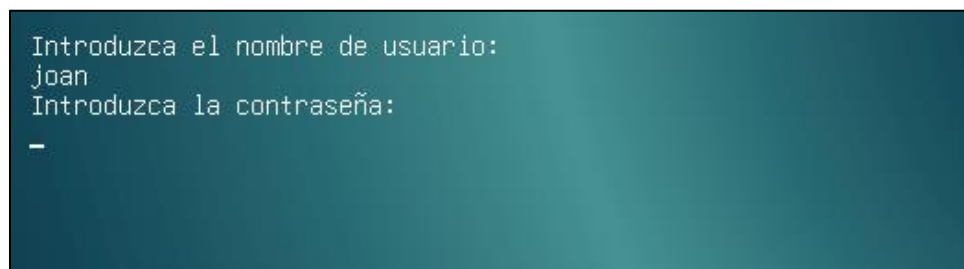 Introduzca el nombre de usuario:
joan
Introduzca la contraseña: